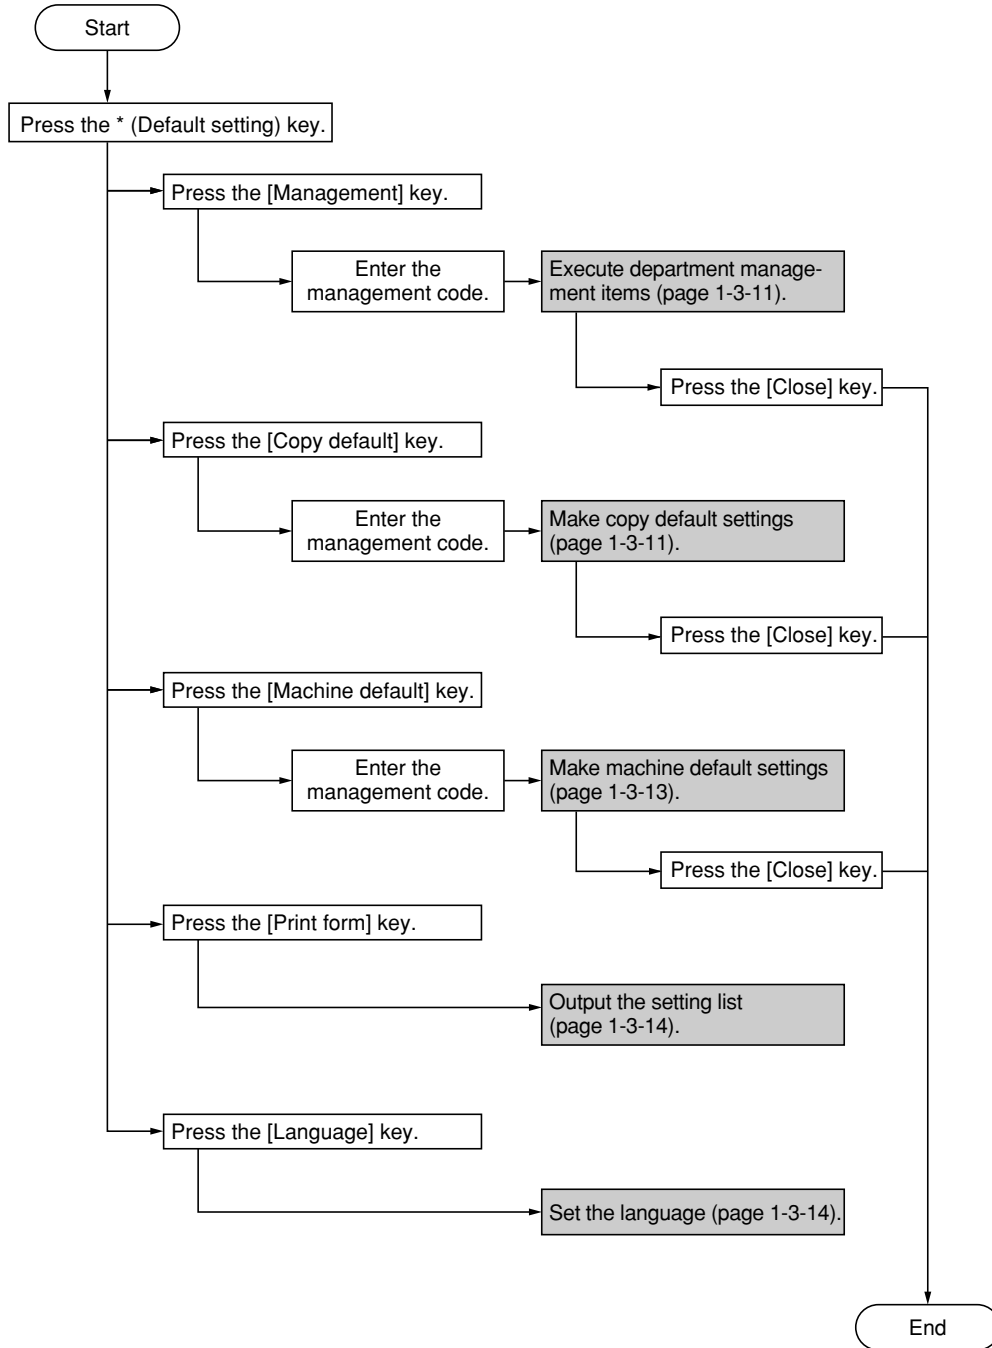 Start
Press the * (Default setting) key.
Press the [Management] key.
Enter the
management code.
Execute department manage-
ment items (page 1-3-11).
Press the [Close] key.
Press the [Copy default] key.
Enter the
management code.
Make copy default settings
(page 1-3-11).
Press the [Close] key.
Press the [Machine default] key.
Enter the
management code.
Make machine default settings
(page 1-3-13).
Press the [Close] key.
Press the [Print form] key.
Output the setting list
(page 1-3-14).
Press the [Language] key.
Set the language (page 1-3-14).
End